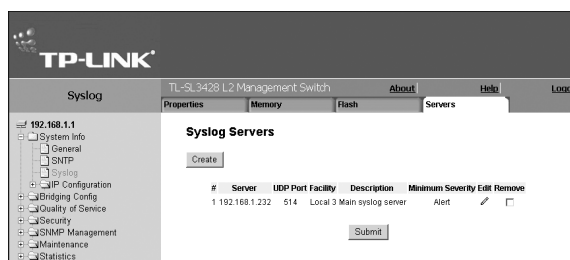 TP-LINK
Syslog
TL-SL3428 L2 Management Switch
About
Help
Properties
Memory
Flash
Servers
192.168.1.1
System Info
General
SNTP
Syslog
IP Configuration
Bridging Config
Quality of Service
Security
SNMP Management
Maintenance
Statistics
Syslog Servers
Create
# Server UDP Port Facility Description Minimum Severity Edit Remove
1 192.168.1.232 514 Local 3 Main syslog server Alert
Submit